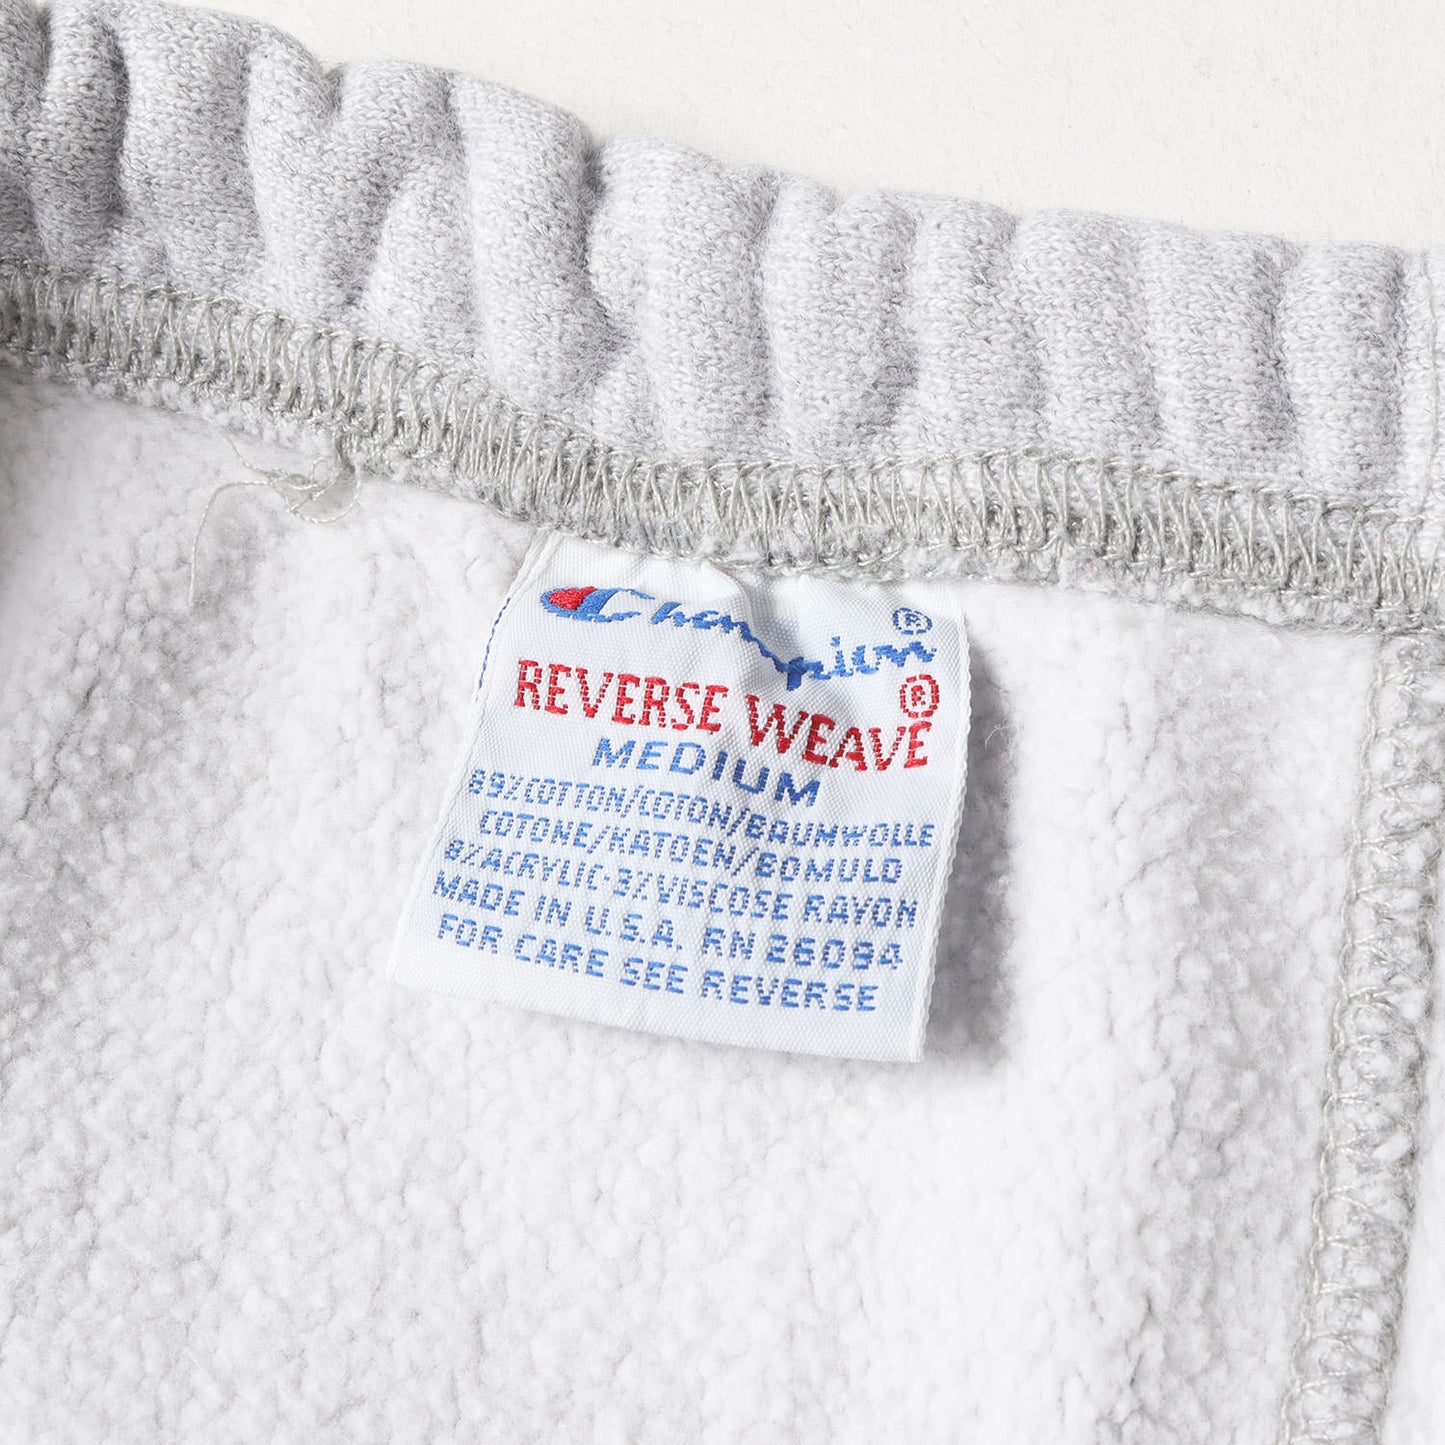 Champion®
REVERSE WEAVE®
MEDIUM
89%COTTON/COTON/BAUMWOLLE
COTONE/KATOEN/BOMULD
8%ACRYLIC-3%VISCOSE RAYON
MADE IN U.S.A. RN 26094
FOR CARE SEE REVERSE